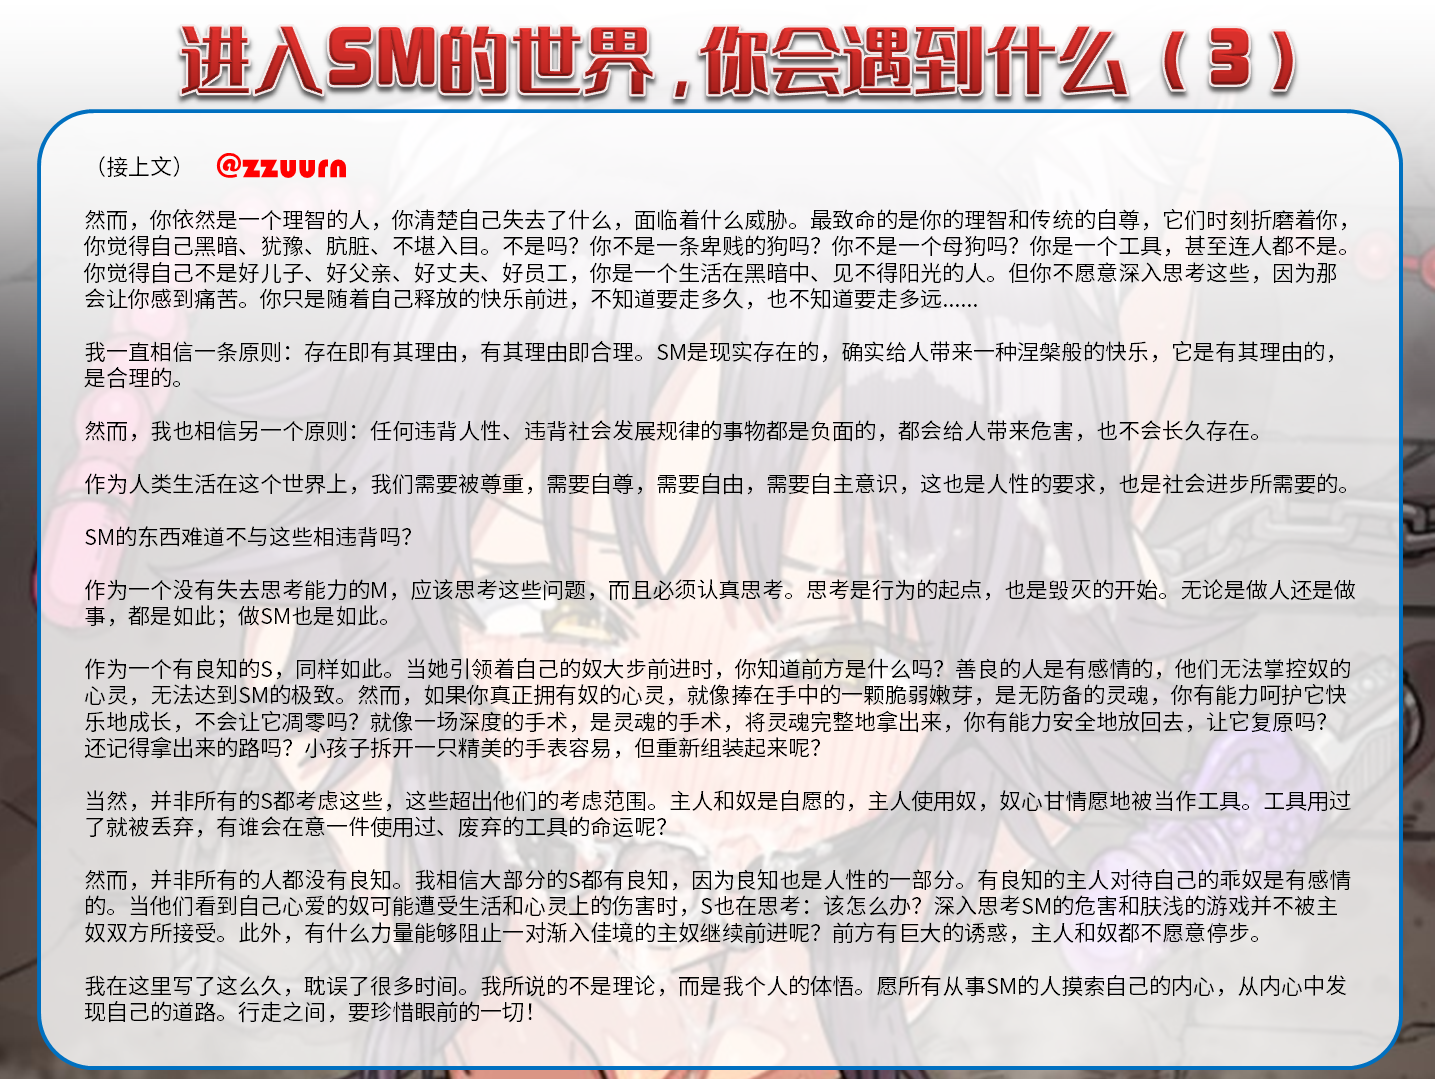 进入SM的世界，你会遇到什么（3）
（接上文） @zzuurn
然而，你依然是一个理智的人，你清楚自己失去了什么，面临着什么威胁。最致命的是你的理智和传统的自尊，它们时刻折磨着你，
你觉得自己黑暗、犹豫、肮脏、不堪入目。不是吗？你不是一条卑贱的狗吗？你不是一个母狗吗？你是一个工具，甚至连人都不是。
你觉得自己不是好儿子、好父亲、好丈夫、好员工，你是一个生活在黑暗中、见不得阳光的人。但你不愿意深入思考这些，因为那
会让你感到痛苦。你只是随着自己释放的快乐前进，不知道要走多久，也不知道要走多远......
我一直相信一条原则：存在即有其理由，有其理由即合理。SM是现实存在的，确实给人带来一种涅槃般的快乐，它是有其理由的，
是合理的。
然而，我也相信另一个原则：任何违背人性、违背社会发展规律的事物都是负面的，都会给人带来危害，也不会长久存在。
作为人类生活在这个世界上，我们需要被尊重，需要自尊，需要自由，需要自主意识，这也是人性的要求，也是社会进步所需要的。
SM的东西难道不与这些相违背吗？
作为一个没有失去思考能力的M，应该思考这些问题，而且必须认真思考。思考是行为的起点，也是毁灭的开始。无论是做人还是做
事，都是如此；做SM也是如此。
作为一个有良知的S，同样如此。当她引领着自己的奴大步前进时，你知道前方是什么吗？善良的人是有感情的，他们无法掌控奴的
心灵，无法达到SM的极致。然而，如果你真正拥有奴的心灵，就像捧在手中的一颗脆弱嫩芽，是无防备的灵魂，你有能力呵护它快
乐地成长，不会让它凋零吗？就像一场深度的手术，是灵魂的手术，将灵魂完整地拿出来，你有能力安全地放回去，让它复原吗？
还记得拿出来的路吗？小孩子拆开一只精美的手表容易，但重新组装起来呢？
当然，并非所有的S都考虑这些，这些超出他们的考虑范围。主人和奴是自愿的，主人使用奴，奴心甘情愿地被当作工具。工具用过
了就被丢弃，有谁会在意一件使用过、废弃的工具的命运呢？
然而，并非所有的人都没有良知。我相信大部分的S都有良知，因为良知也是人性的一部分。有良知的主人对待自己的乖奴是有感情
的。当他们看到自己心爱的奴可能遭受生活和心灵上的伤害时，S也在思考：该怎么办？深入思考SM的危害和肤浅的游戏并不被主
奴双方所接受。此外，有什么力量能够阻止一对渐入佳境的主奴继续前进呢？前方有巨大的诱惑，主人和奴都不愿意停步。
我在这里写了这么久，耽误了很多时间。我所说的不是理论，而是我个人的体悟。愿所有从事SM的人摸索自己的内心，从内心中发
现自己的道路。行走之间，要珍惜眼前的一切！